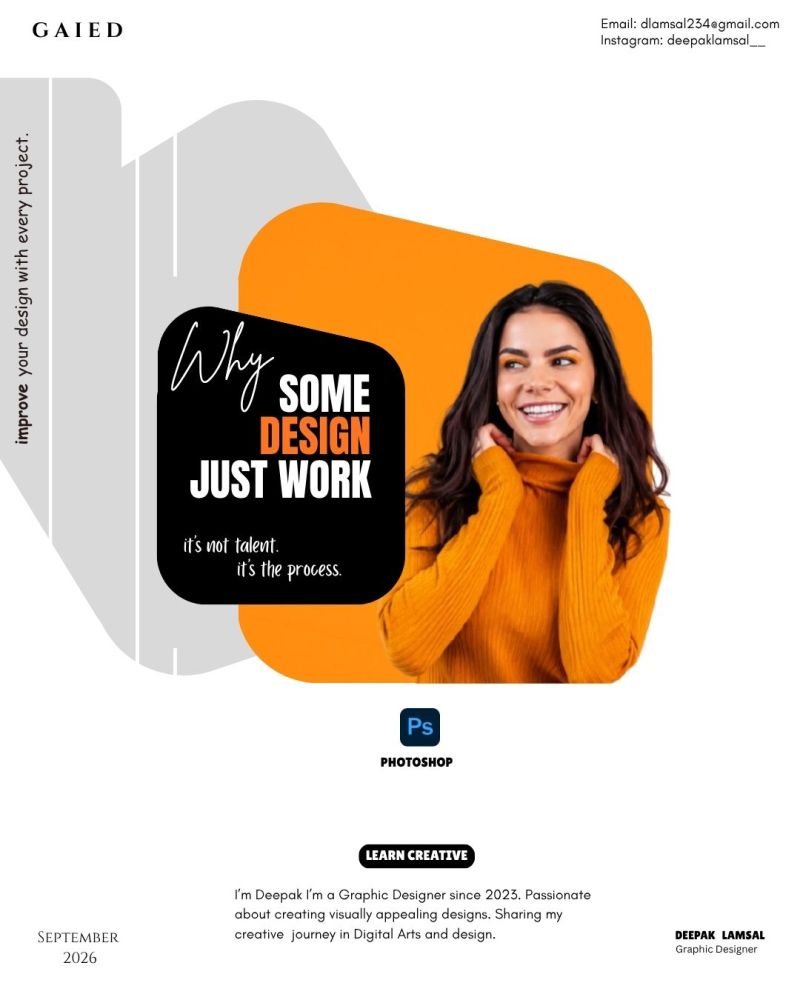 GAIED
Email: dlamsal234@gmail.com
Instagram: deepaklamsal__
improve your design with every project.
Why
SOME
DESIGN
JUST WORK
it's not talent.
it's the process.
Ps
PHOTOSHOP
LEARN CREATIVE
I'm Deepak I'm a Graphic Designer since 2023. Passionate
about creating visually appealing designs. Sharing my
creative journey in Digital Arts and design.
September
2026
DEEPAK LAMSAL
Graphic Designer